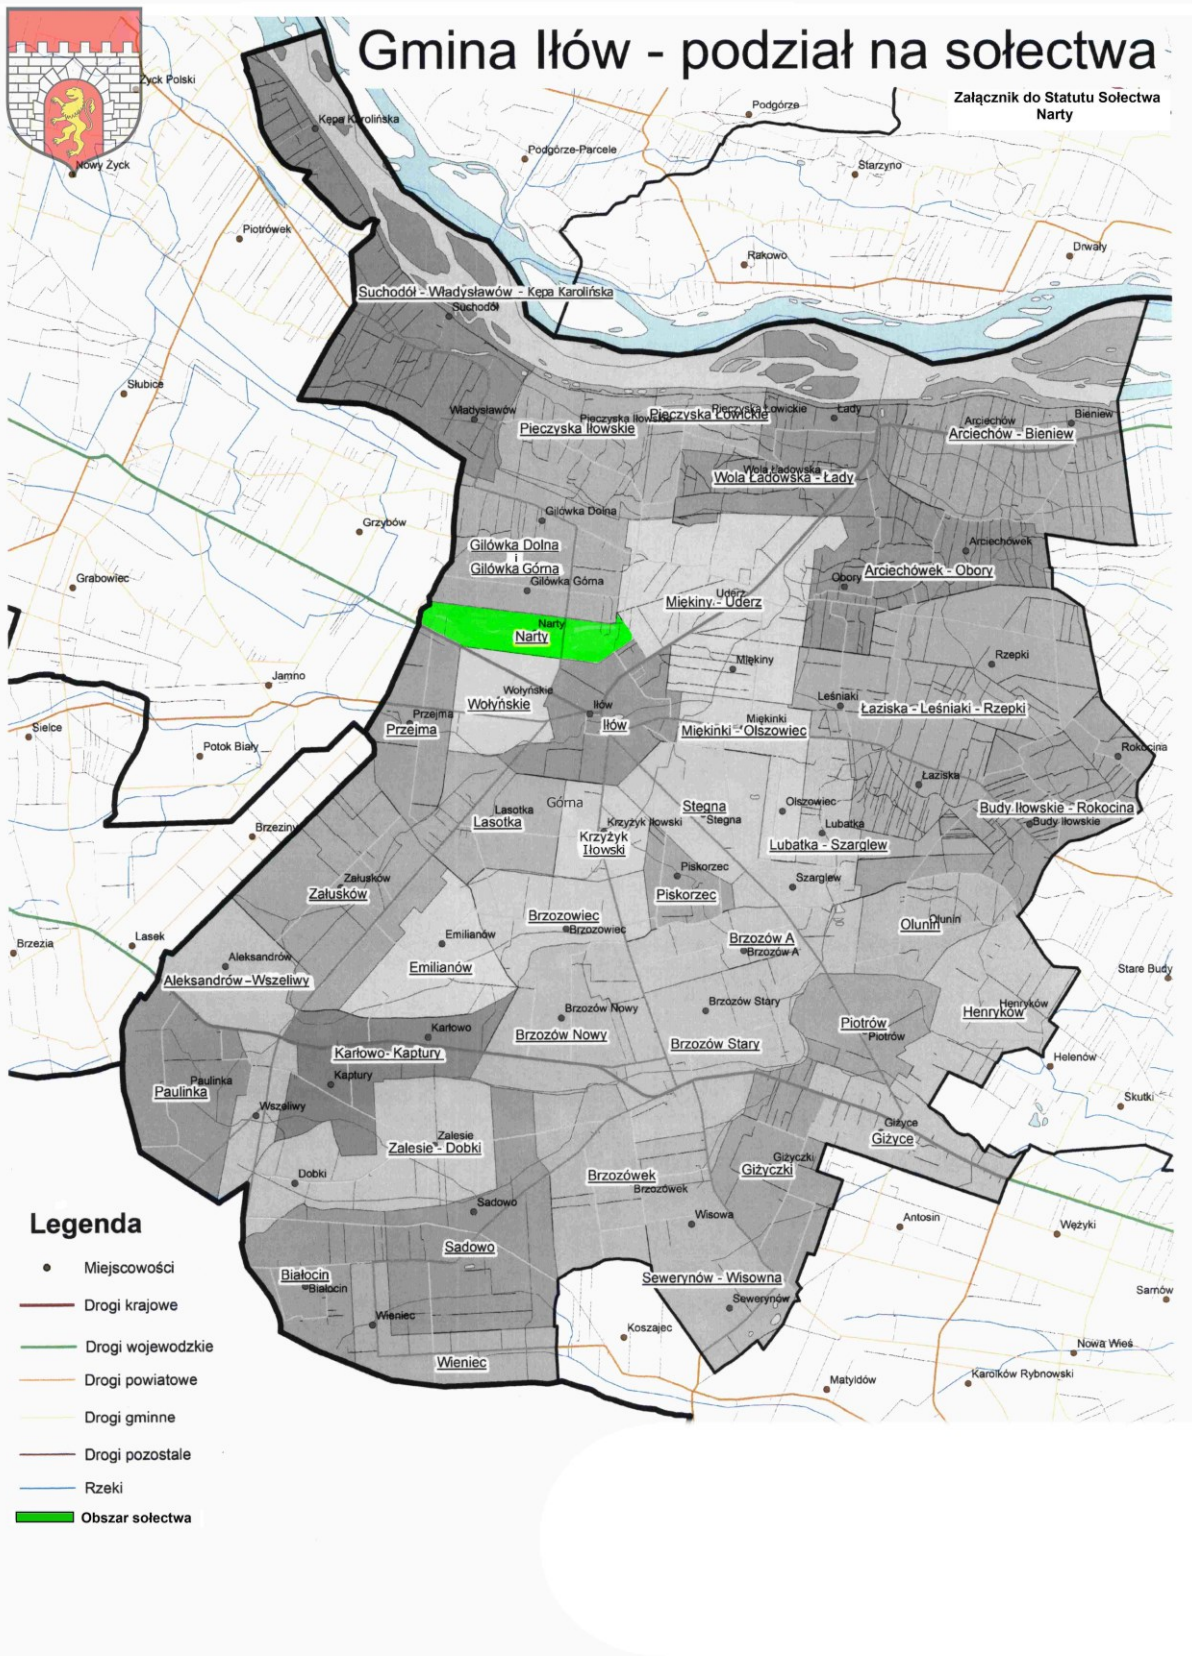 Gmina Iłów - podział na sołectwa
Załącznik do Statutu Sołectwa
Narty
Życk Polski
Podgórze
Kępa Karolińska
Podgórze-Parcele
Nowy Życk
Starzyno
Piotrówek
Drwały
Rakowo
Suchodół - Władysławów - Kępa Karolińska
Suchodół
Słubice
Władysławów
Pieczyska Iłowskie
Pieczyska Iłowskie
Pieczyska Łowickie
Pieczyska Łowickie
Łady
Arciechów
Bieniew
Arciechów - Bieniew
Wola Ładowska
Wola Ładowska - Łady
Grzybów
Gilówka Dolna
Gilówka Dolna
i
Gilówka Górna
Gilówka Górna
Arciechówek
Arciechówek - Obory
Obory
Grabowiec
Uderz
Miękiny - Uderz
Narty
Narty
Rzepki
Miękiny
Jamno
Wołyńskie
Wołyńskie
Leśniaki
Łaziska - Leśniaki - Rzepki
Iłów
Iłów
Przejma
Przejma
Miękinki
Miękinki - Olszowiec
Sielce
Potok Biały
Rokocina
Łaziska
Górna
Lasotka
Lasotka
Stegna
Stegna
Olszowiec
Budy Iłowskie - Rokocina
Budy Iłowskie
Brzeziny
Krzyżyk Iłowski
Krzyżyk
Iłowski
Lubatka
Lubatka - Szarglew
Piskorzec
Piskorzec
Szarglew
Załusków
Załusków
Brzozowiec
Brzozowiec
Ołunin
Ołunin
Brzezia
Lasek
Emilianów
Emilianów
Brzozów A
Brzozów A
Aleksandrów
Aleksandrów-Wszeliwy
Stare Budy
Brzozów Nowy
Brzozów Nowy
Brzozów Stary
Brzozów Stary
Henryków
Henryków
Piotrów
Piotrów
Karłowo
Karłowo-Kaptury
Kaptury
Helenów
Paulinka
Paulinka
Wszeliwy
Skutki
Giżyce
Giżyce
Zalesie
Zalesie - Dobki
Dobki
Brzozówek
Brzozówek
Giżyczki
Giżyczki
Sadowo
Sadowo
Wisowa
Antosin
Wężyki
Białocin
Białocin
Sewerynów - Wisowna
Sewerynów
Samów
Wieniec
Wieniec
Koszajec
Nowa Wieś
Matyldów
Karolków Rybnowski
Legenda
Miejscowości
Drogi krajowe
Drogi wojewodzkie
Drogi powiatowe
Drogi gminne
Drogi pozostałe
Rzeki
Obszar sołectwa